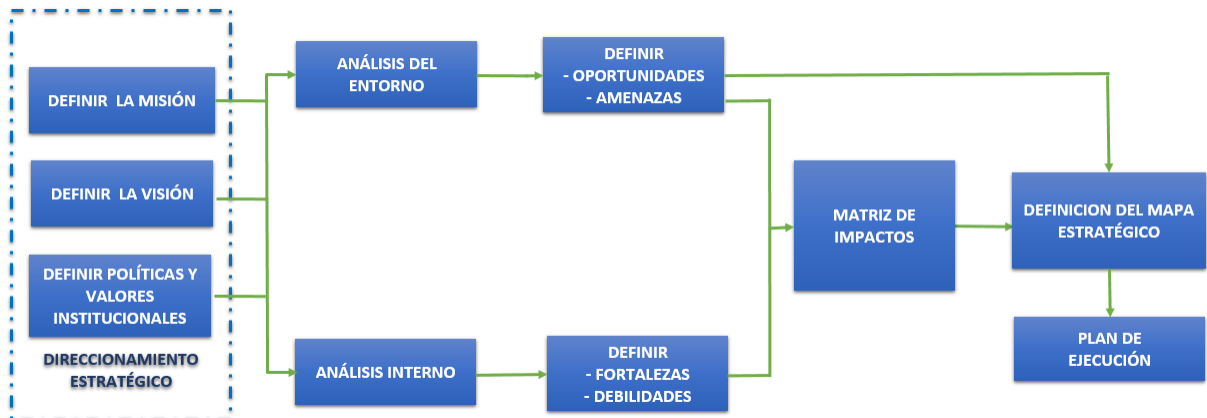 DEFINIR LA MISIÓN
DEFINIR LA VISIÓN
DEFINIR POLÍTICAS Y
VALORES
INSTITUCIONALES
DIRECCIONAMIENTO
ESTRATÉGICO
ANÁLISIS DEL
ENTORNO
ANÁLISIS INTERNO
DEFINIR
- OPORTUNIDADES
- AMENAZAS
DEFINIR
- FORTALEZAS
- DEBILIDADES
MATRIZ DE
IMPACTOS
DEFINICION DEL MAPA
ESTRATÉGICO
PLAN DE
EJECUCIÓN